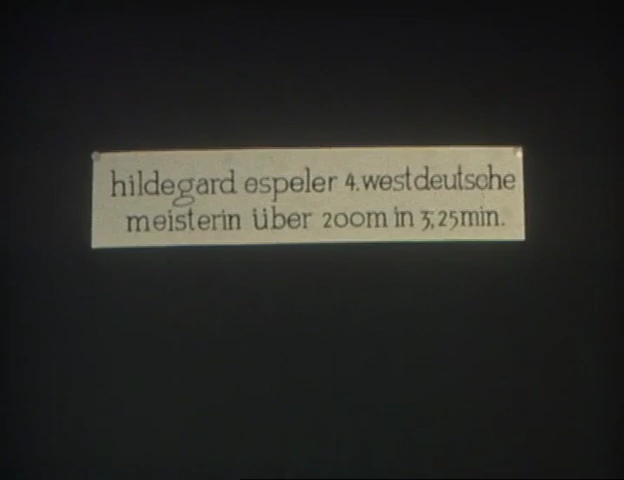 hildegard espeler 4. westdeutsche
meisterin über 200m in 3,25min.